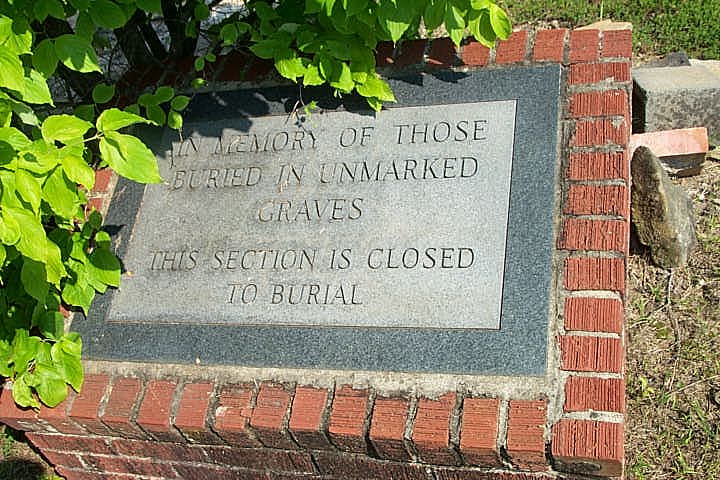 IN MEMORY OF THOSE
BURIED IN UNMARKED
GRAVES
THIS SECTION IS CLOSED
TO BURIAL